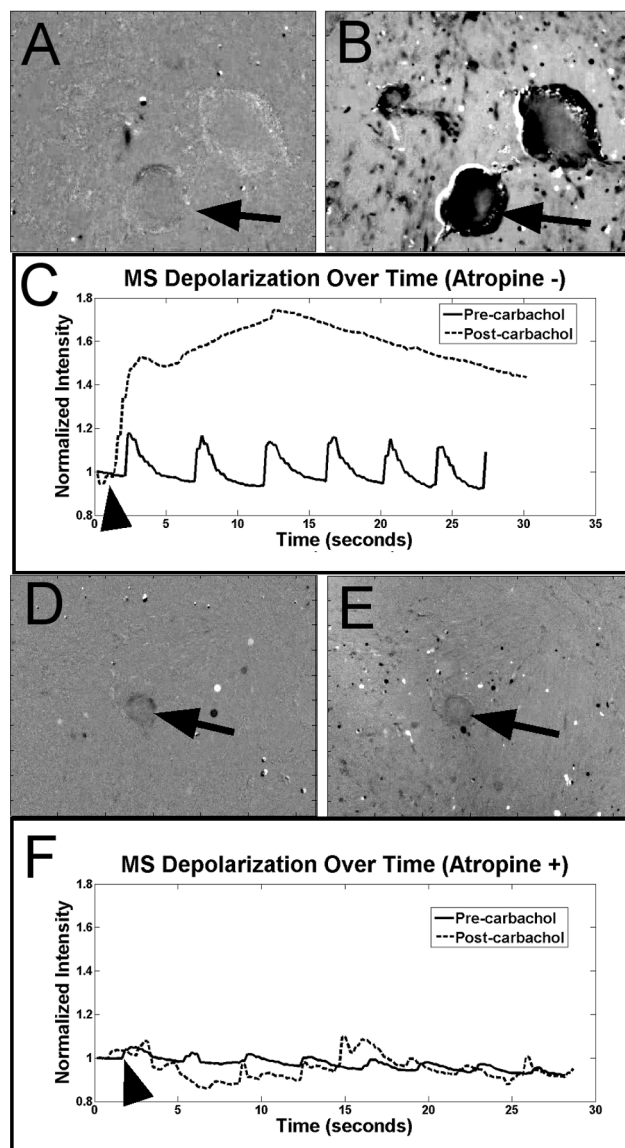 A
B
C
MS Depolarization Over Time (Atropine -)
Normalized Intensity
1.8
1.6
1.4
1.2
1
0.8
Pre-carbachol
Post-carbachol
0 5 10 15 20 25 30 35
Time (seconds)
D
E
F
MS Depolarization Over Time (Atropine +)
Normalized Intensity
1.8
1.6
1.4
1.2
1
0.8
Pre-carbachol
Post-carbachol
0 5 10 15 20 25 30
Time (seconds)